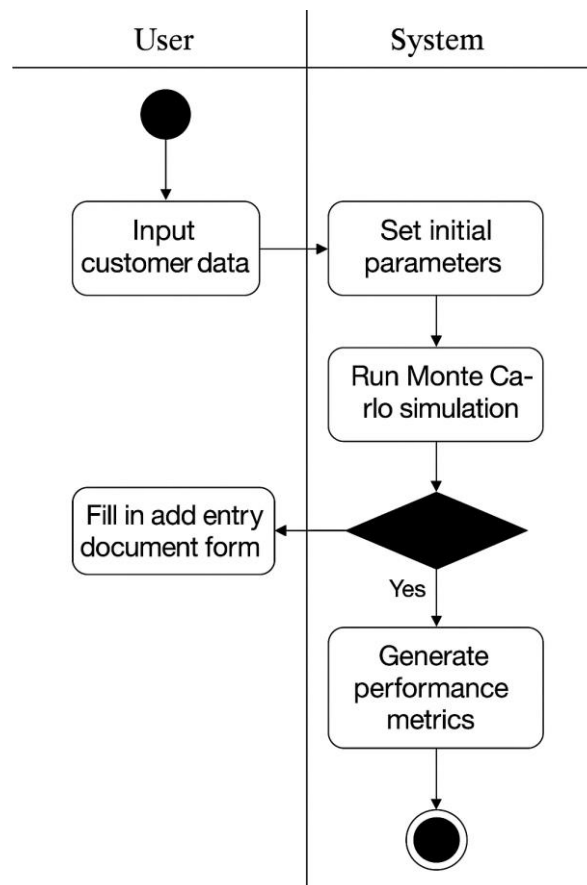 User
System
Input
customer data
Set initial
parameters
Run Monte Ca-
rlo simulation
Fill in add entry
document form
Yes
Generate
performance
metrics